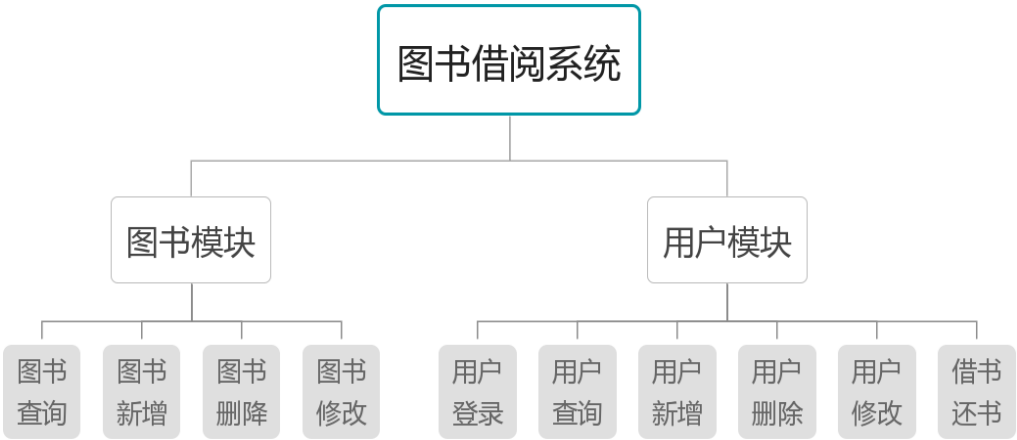 图书借阅系统
图书模块
用户模块
图书
查询
图书
新增
图书
删降
图书
修改
用户
登录
用户
查询
用户
新增
用户
删除
用户
修改
借书
还书